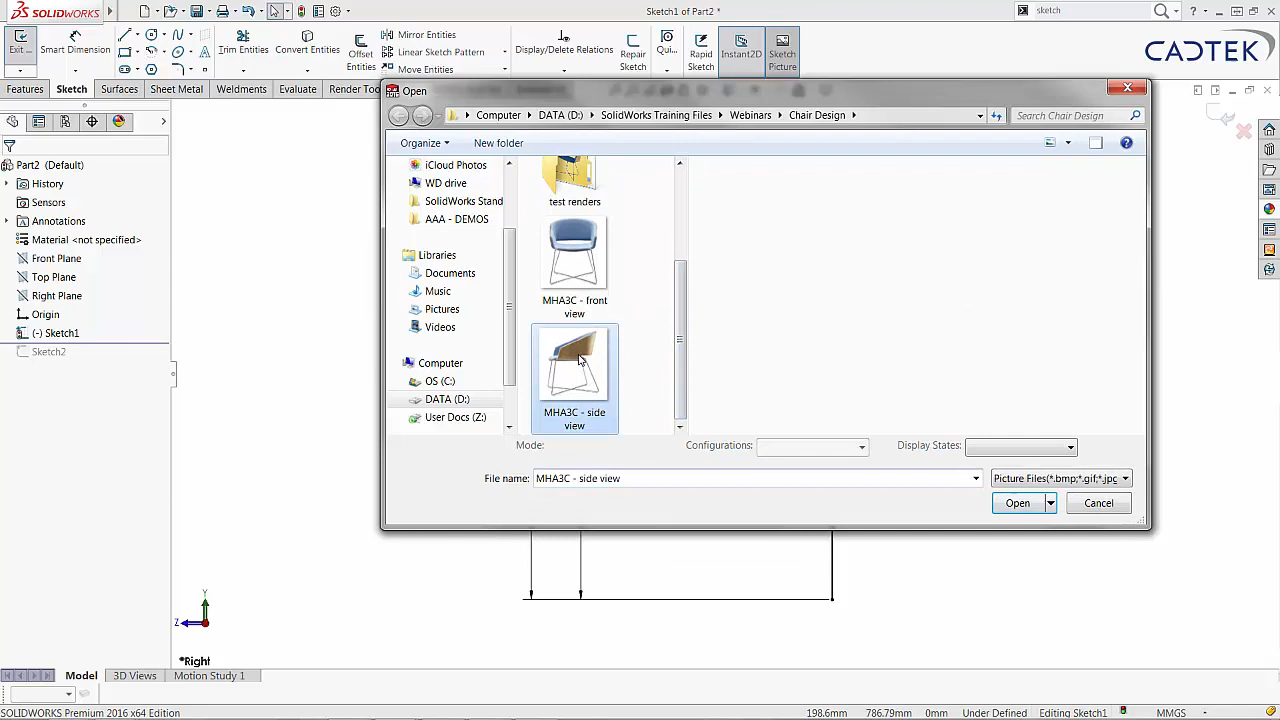 SOLIDWORKS
Sketch1 of Part2 *
sketch
Exit...
Smart Dimension
Trim Entities
Convert Entities
Offset Entities
Mirror Entities
Linear Sketch Pattern
Move Entities
Display/Delete Relations
Repair Sketch
Qui...
Rapid Sketch
Instant2D
Sketch Picture
CADTEK
Features
Sketch
Surfaces
Sheet Metal
Weldments
Evaluate
Render Too
Part2 (Default)
History
Sensors
Annotations
Material <not specified>
Front Plane
Top Plane
Right Plane
Origin
(-) Sketch1
Sketch2
Open
Computer
DATA (D:)
SolidWorks Training Files
Webinars
Chair Design
Search Chair Design
Organize
New folder
iCloud Photos
WD drive
SolidWorks Stand
AAA - DEMOS
Libraries
Documents
Music
Pictures
Videos
Computer
OS (C:)
DATA (D:)
User Docs (Z:)
test renders
MHA3C - front
view
MHA3C - side
view
Mode:
Configurations:
Display States:
File name:
MHA3C - side view
Picture Files(*.bmp;*.gif;*.jpc
Open
Cancel
Y
Z
*Right
Model
3D Views
Motion Study 1
SOLIDWORKS Premium 2016 x64 Edition
198.6mm
786.79mm
0mm
Under Defined
Editing Sketch1
MMGS